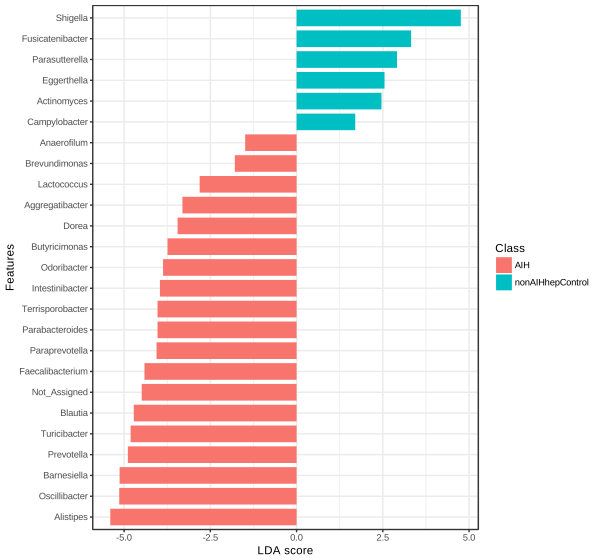 Shigella
Fusicatenibacter
Parasutterella
Eggerthella
Actinomyces
Campylobacter
Anaerofilum
Brevundimonas
Lactococcus
Aggregatibacter
Dorea
Butyricimonas
Odoribacter
Intestinibacter
Terrisporobacter
Parabacteroides
Paraprevotella
Faecalibacterium
Not_Assigned
Blautia
Turicibacter
Prevotella
Barnesiella
Oscillibacter
Alistipes
Features
-5.0 -2.5 0.0 2.5 5.0
LDA score
Class
AIH
nonAIHhepControl